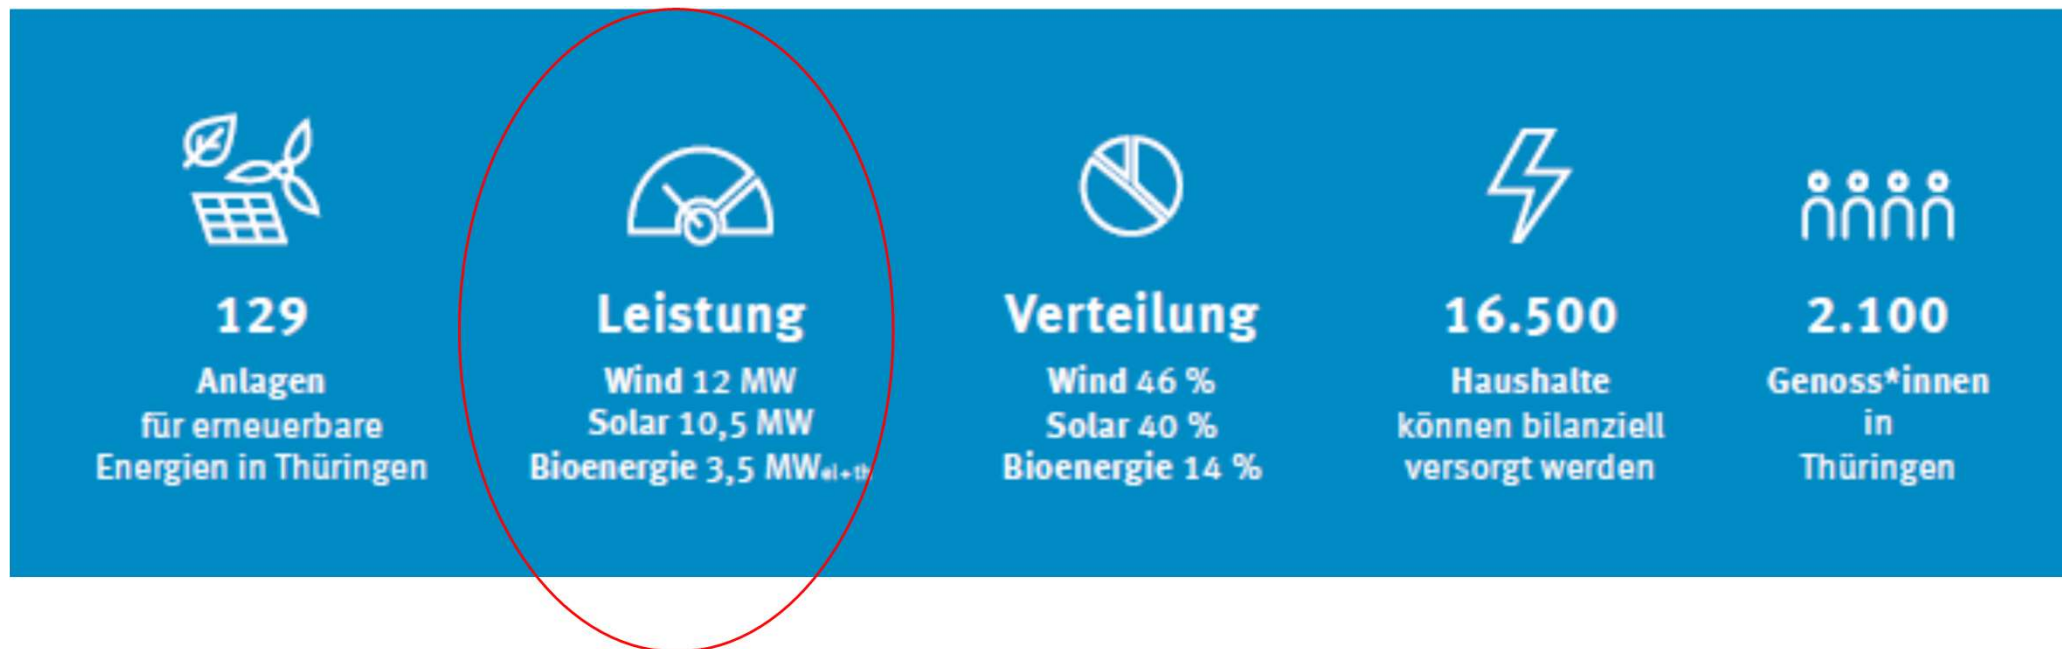 129
Anlagen
für erneuerbare
Energien in Thüringen
Leistung
Wind 12 MW
Solar 10,5 MW
Bioenergie 3,5 MWel+th
Verteilung
Wind 46 %
Solar 40 %
Bioenergie 14 %
16.500
Haushalte
können bilanziell
versorgt werden
2.100
Genoss*innen
in
Thüringen